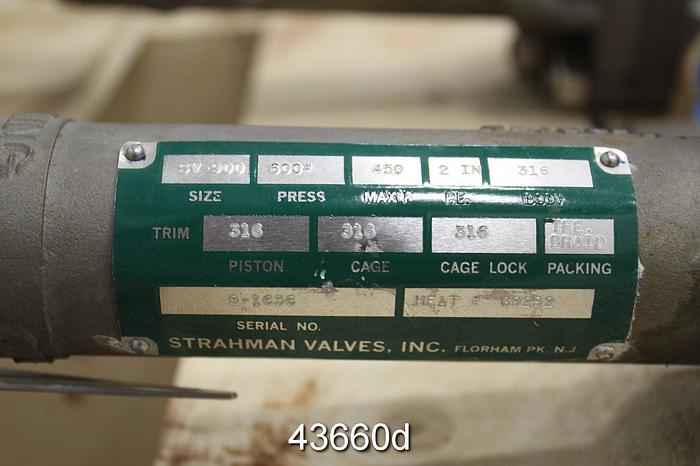 SV-900 600# 450 2 IN 316
SIZE PRESS MAX F P.E. BODY
TRIM 316 316 316 TFE. BRAID
PISTON CAGE CAGE LOCK PACKING
HEAT #
SERIAL NO.
STRAHMAN VALVES, INC. FLORHAM PK. N.J.
43660d